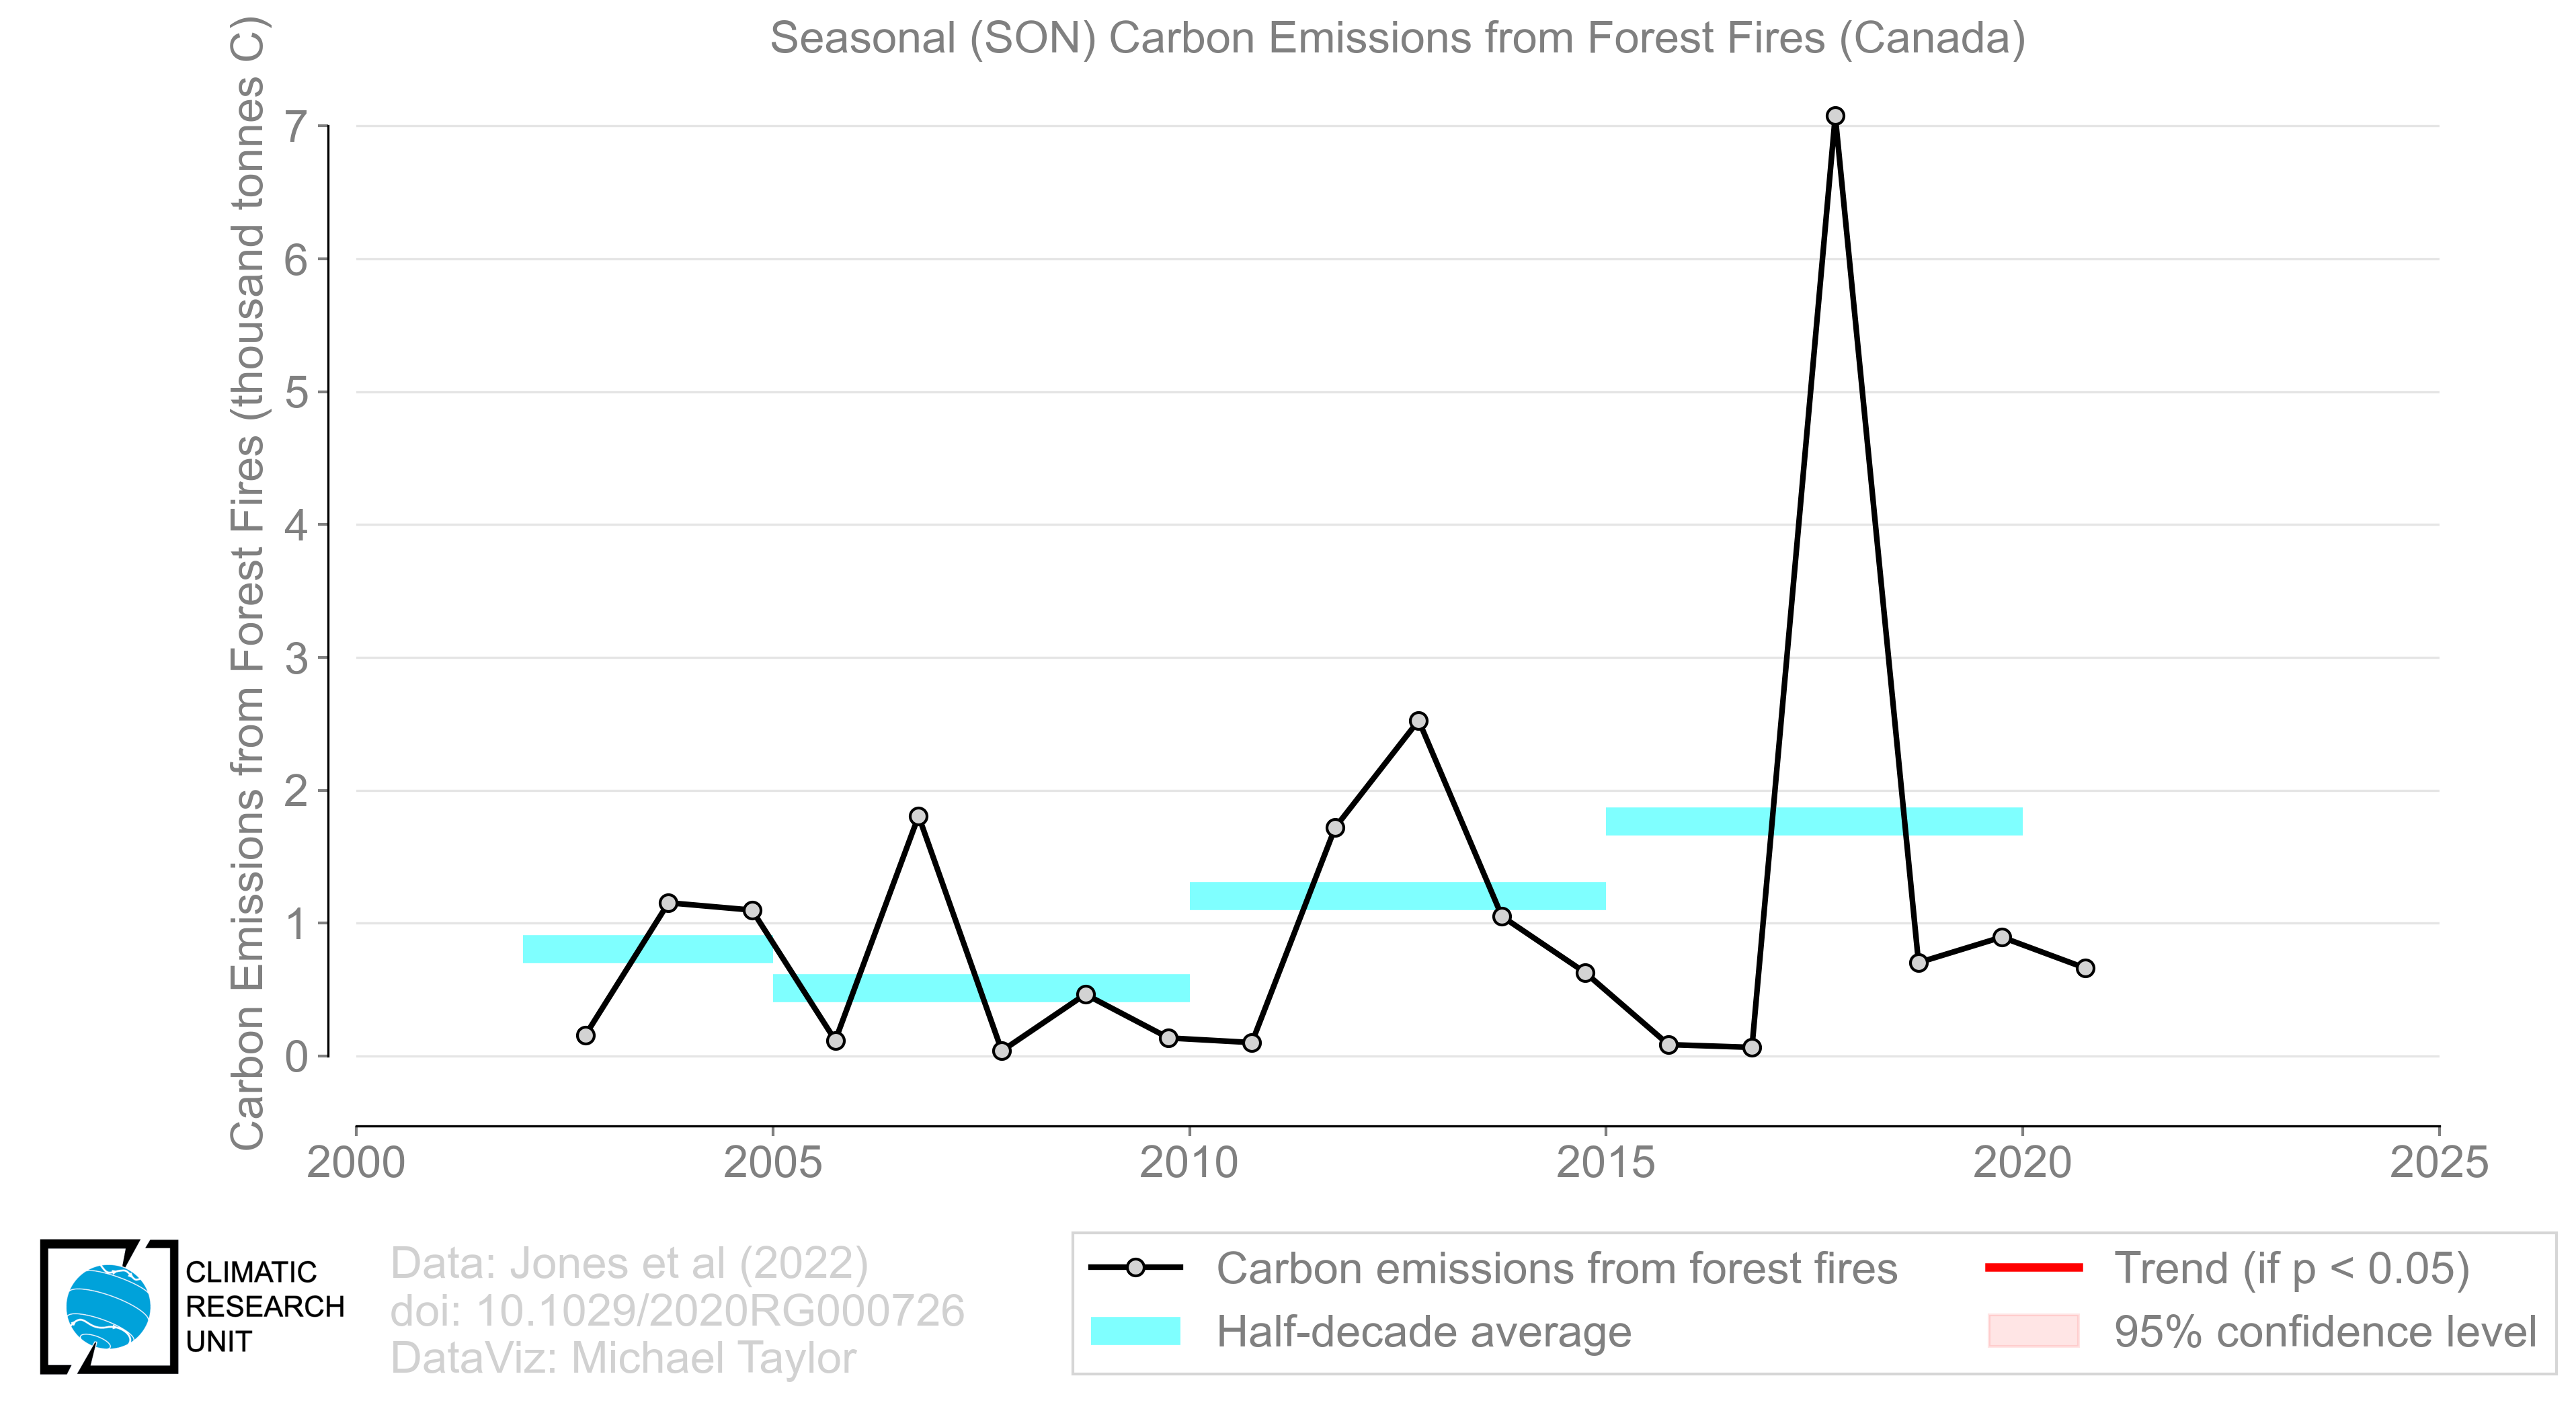 Seasonal (SON) Carbon Emissions from Forest Fires (Canada)
Carbon Emissions from Forest Fires (thousand tonnes C)
7
6
5
4
3
2
1
0
2000
2005
2010
2015
2020
2025
CLIMATIC
RESEARCH
UNIT
Data: Jones et al (2022)
doi: 10.1029/2020RG000726
DataViz: Michael Taylor
Carbon emissions from forest fires
Half-decade average
Trend (if p < 0.05)
95% confidence level